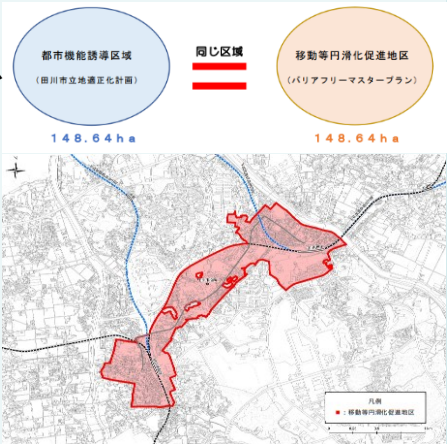 都市機能誘導区域
(田川市立地適正化計画)
同じ区域
移動等円滑化促進地区
(バリアフリーマスタープラン)
148.64ha
148.64ha
凡例
:移動等円滑化促進地区